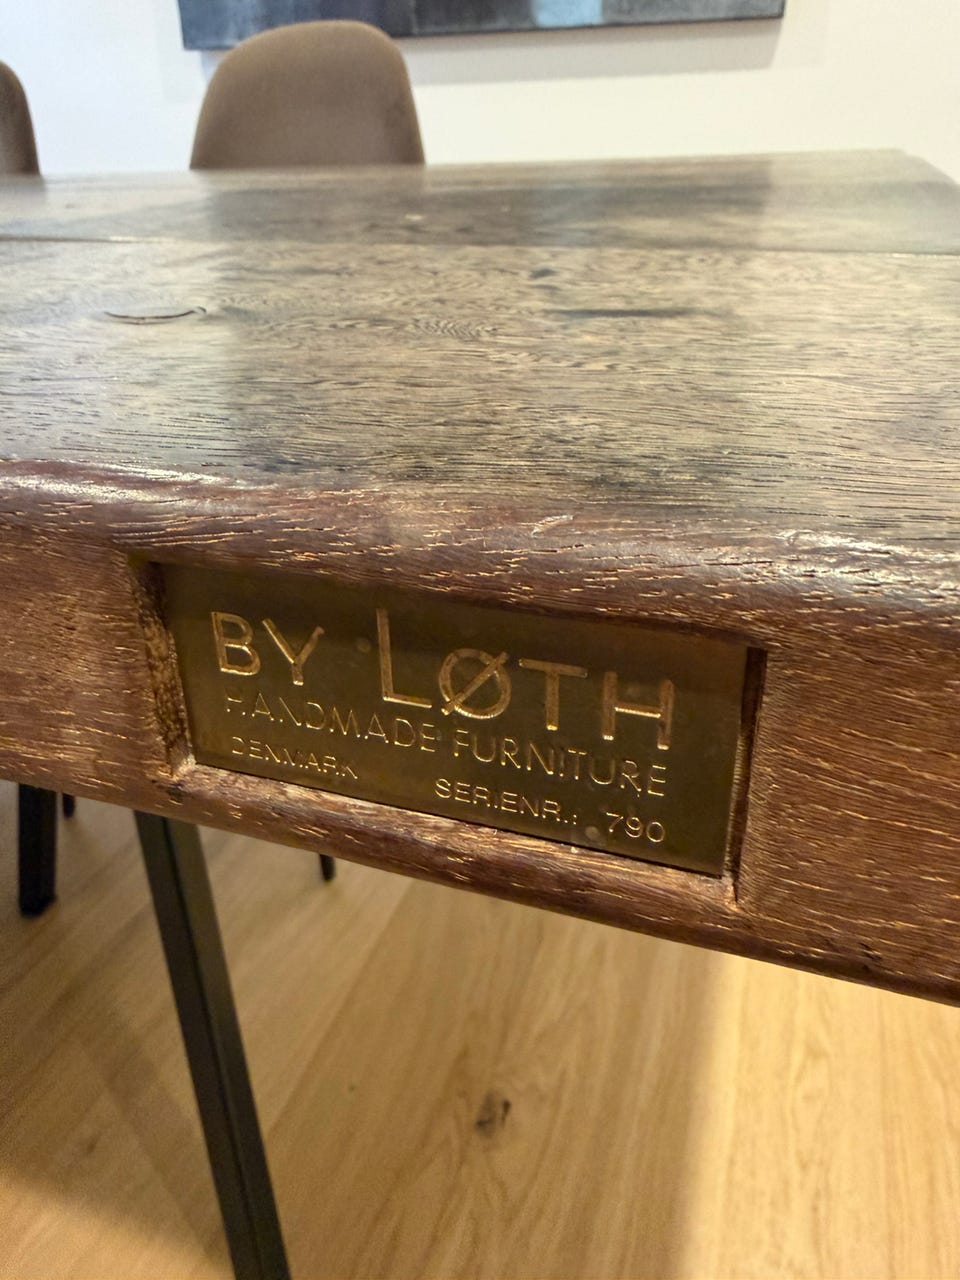 BY LØTH
HANDMADE FURNITURE
DENMARK SERIENR.: 790